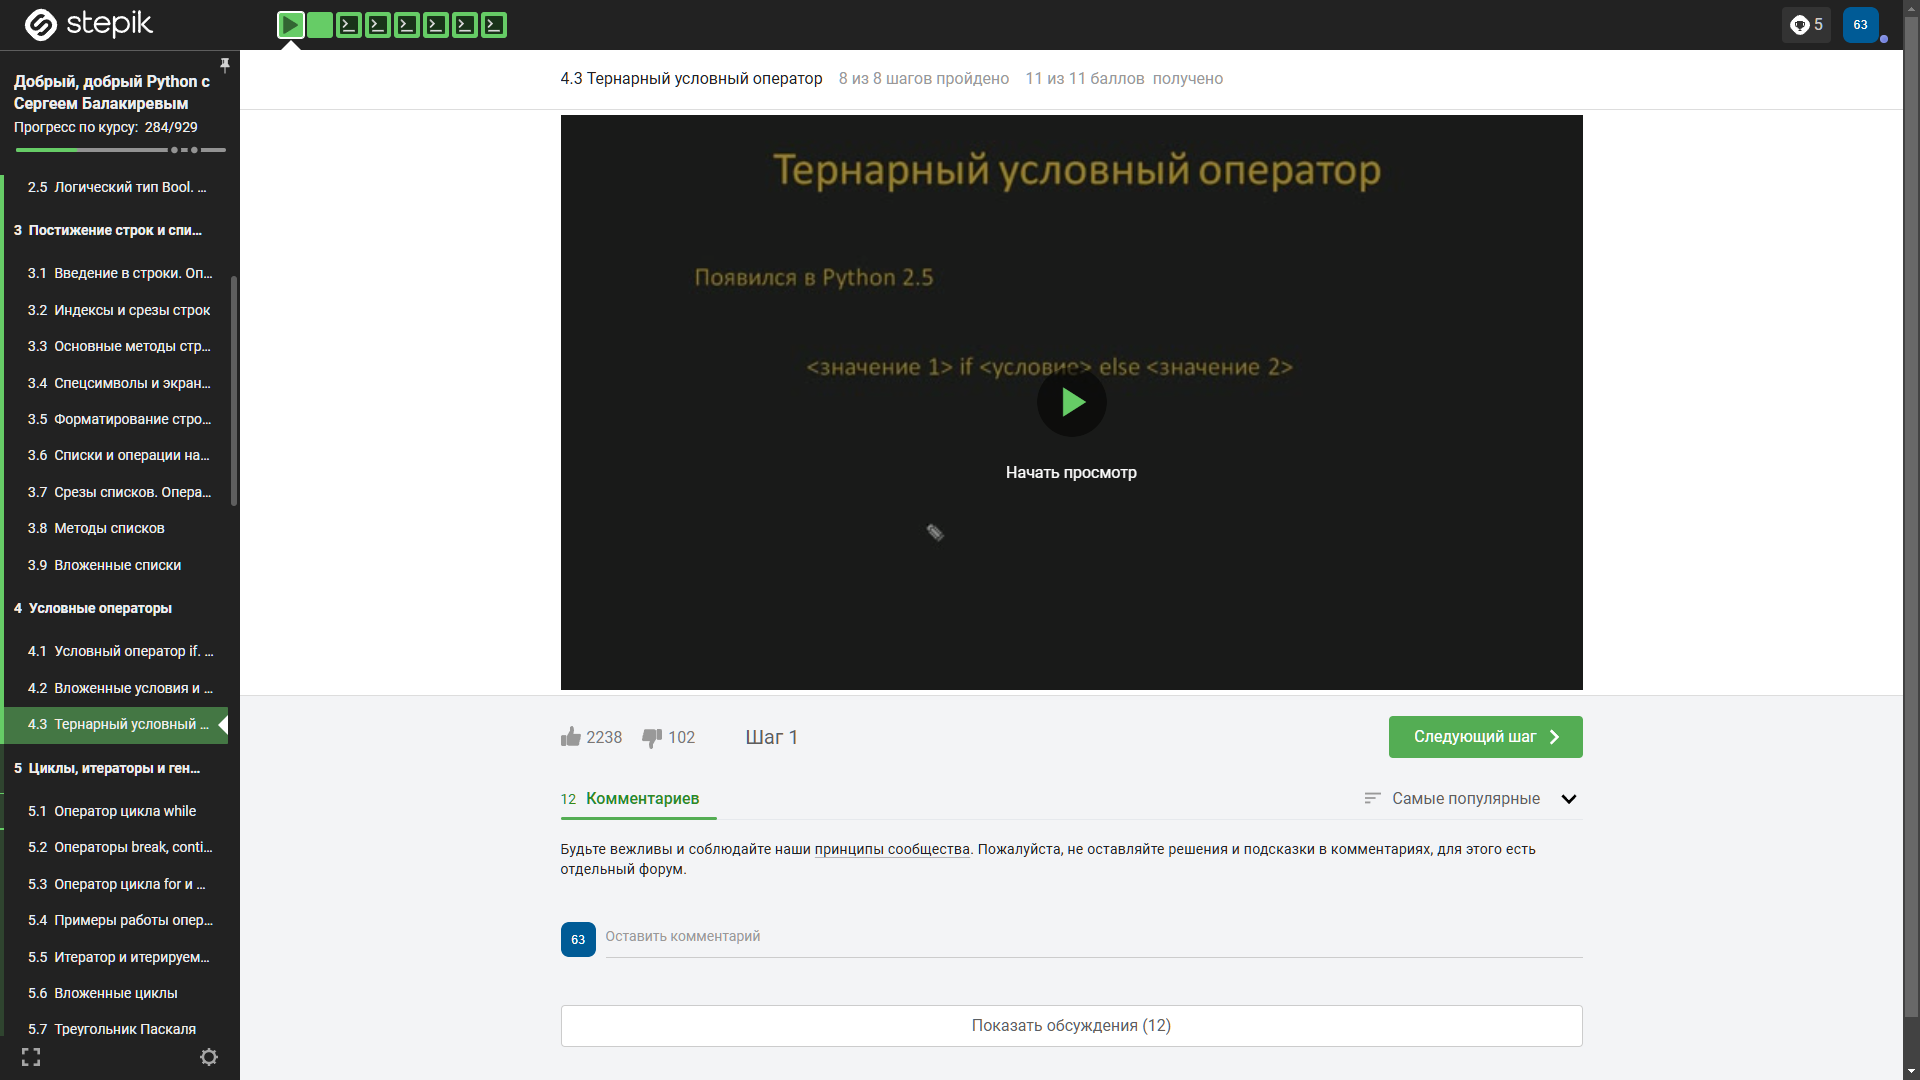 stepik
5
63
Добрый, добрый Python с
Сергеем Балакиревым
Прогресс по курсу: 284/929
2.5 Логический тип Bool. ...
3 Постижение строк и спи...
3.1 Введение в строки. Оп...
3.2 Индексы и срезы строк
3.3 Основные методы стр...
3.4 Спецсимволы и экран...
3.5 Форматирование стро...
3.6 Списки и операции на...
3.7 Срезы списков. Опера...
3.8 Методы списков
3.9 Вложенные списки
4 Условные операторы
4.1 Условный оператор if. ...
4.2 Вложенные условия и ...
4.3 Тернарный условный ...
5 Циклы, итераторы и ген...
5.1 Оператор цикла while
5.2 Операторы break, conti...
5.3 Оператор цикла for и ...
5.4 Примеры работы опер...
5.5 Итератор и итерируем...
5.6 Вложенные циклы
5.7 Треугольник Паскаля
4.3 Тернарный условный оператор 8 из 8 шагов пройдено 11 из 11 баллов получено
Тернарный условный оператор
Появился в Python 2.5
<значение 1> if <условие> else <значение 2>
Начать просмотр
2238 102 Шаг 1 Следующий шаг
12 Комментариев Самые популярные
Будьте вежливы и соблюдайте наши принципы сообщества. Пожалуйста, не оставляйте решения и подсказки в комментариях, для этого есть
отдельный форум.
63 Оставить комментарий
Показать обсуждения (12)